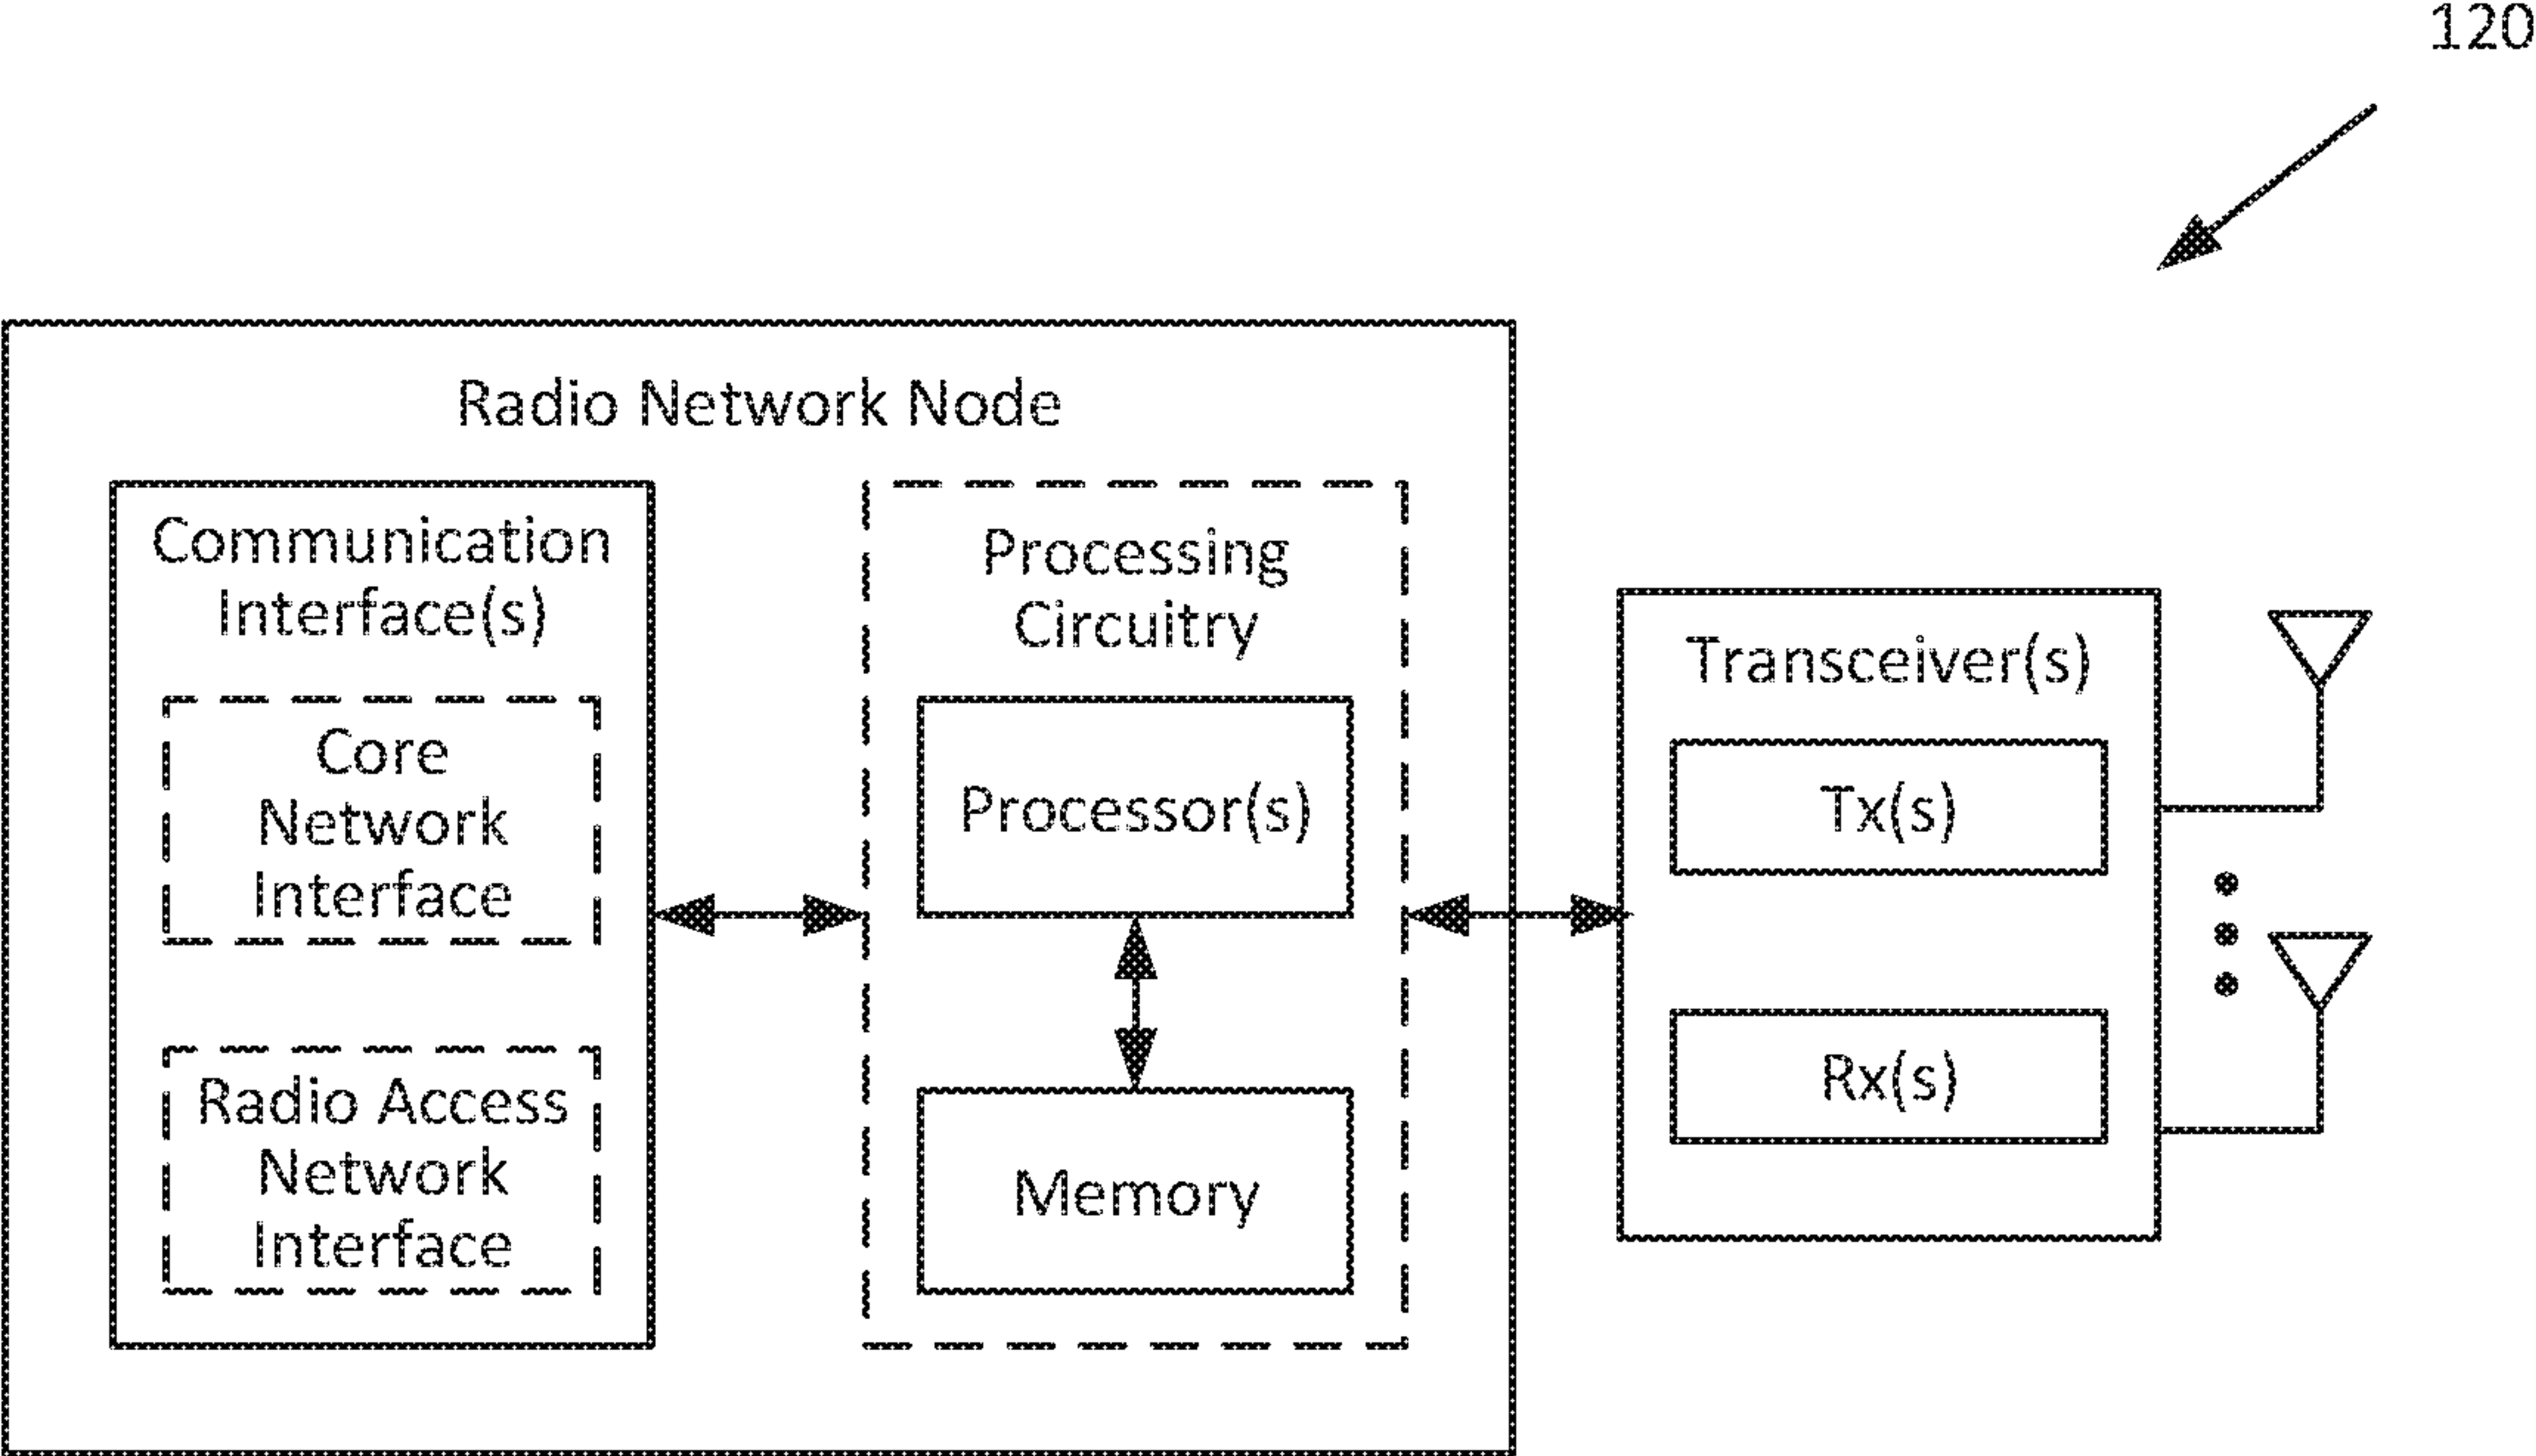 120
Radio Network Node
Communication
Interface(s)
Core
Network
Interface
Radio Access
Network
Interface
Processing
Circuitry
Processor(s)
Memory
Transceiver(s)
Tx(s)
Rx(s)